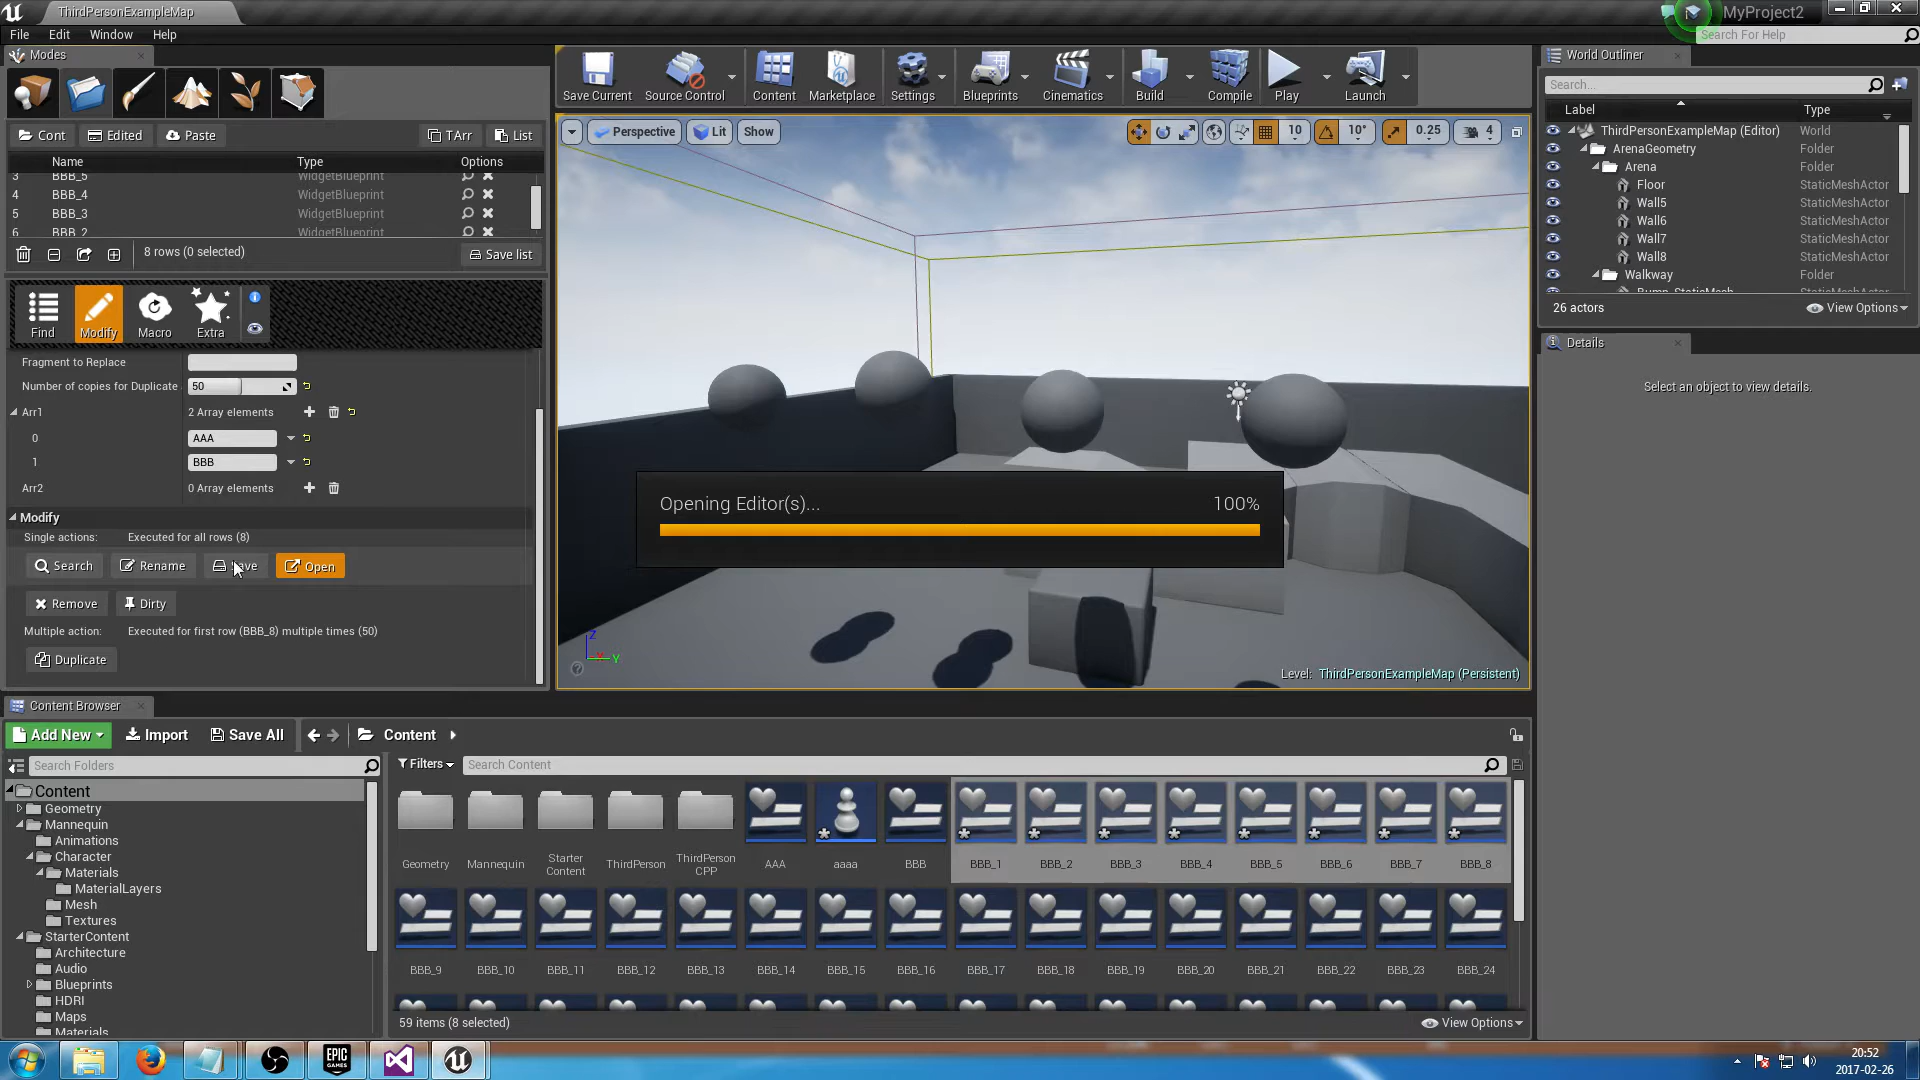 ThirdPersonExampleMap
MyProject2
File Edit Window Help
Search For Help
Modes
Cont Edited Paste TArr List
Name Type Options
3 BBB_5 WidgetBlueprint
4 BBB_4 WidgetBlueprint
5 BBB_3 WidgetBlueprint
6 BBB_2 WidgetBlueprint
8 rows (0 selected) Save list
Find Modify Macro Extra
Fragment to Replace
Number of copies for Duplicate 50
Arr1 2 Array elements
0 AAA
1 BBB
Arr2 0 Array elements
Modify
Single actions: Executed for all rows (8)
Search Rename Open
Remove Dirty
Multiple action: Executed for first row (BBB_8) multiple times (50)
Duplicate
Save Current Source Control Content Marketplace Settings Blueprints Cinematics Build Compile Play Launch
Perspective Lit Show 10 10° 0.25 4
Opening Editor(s)... 100%
Z
Y
Level: ThirdPersonExampleMap (Persistent)
World Outliner
Search...
Label Type
ThirdPersonExampleMap (Editor) World
ArenaGeometry Folder
Arena Folder
Floor StaticMeshActor
Wall5 StaticMeshActor
Wall6 StaticMeshActor
Wall7 StaticMeshActor
Wall8 StaticMeshActor
Walkway Folder
Bump_StaticMesh StaticMeshActor
26 actors View Options
Details
Select an object to view details.
Content Browser
Add New Import Save All Content
Search Folders
Filters Search Content
Content
Geometry
Mannequin
Animations
Character
Materials
MaterialLayers
Mesh
Textures
StarterContent
Architecture
Audio
Blueprints
HDRI
Maps
Materials
Geometry Mannequin Starter Content ThirdPerson ThirdPerson CPP AAA aaaa BBB BBB_1 BBB_2 BBB_3 BBB_4 BBB_5 BBB_6 BBB_7 BBB_8
BBB_9 BBB_10 BBB_11 BBB_12 BBB_13 BBB_14 BBB_15 BBB_16 BBB_17 BBB_18 BBB_19 BBB_20 BBB_21 BBB_22 BBB_23 BBB_24
59 items (8 selected) View Options
EPIC GAMES
20:52
2017-02-26